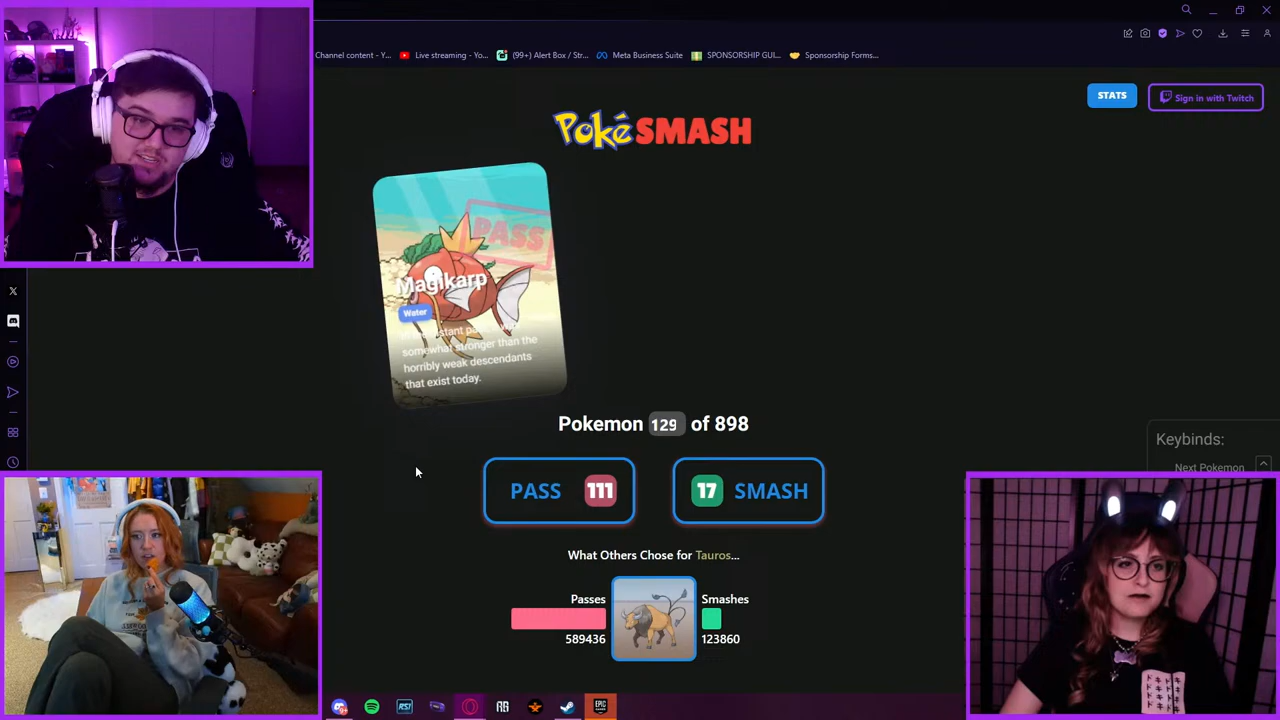 Channel content - Y...
Live streaming - Yo...
(99+) Alert Box / Str...
Meta Business Suite
SPONSORSHIP GUI...
Sponsorship Forms...
STATS
Sign in with Twitch
PokéSMASH
PASS
Magikarp
Water
somewhat stronger than the
horribly weak descendants
that exist today.
Pokemon 129 of 898
PASS 111
17 SMASH
Keybinds:
Next Pokemon
What Others Chose for Tauros...
Passes
589436
Smashes
123860
RSI